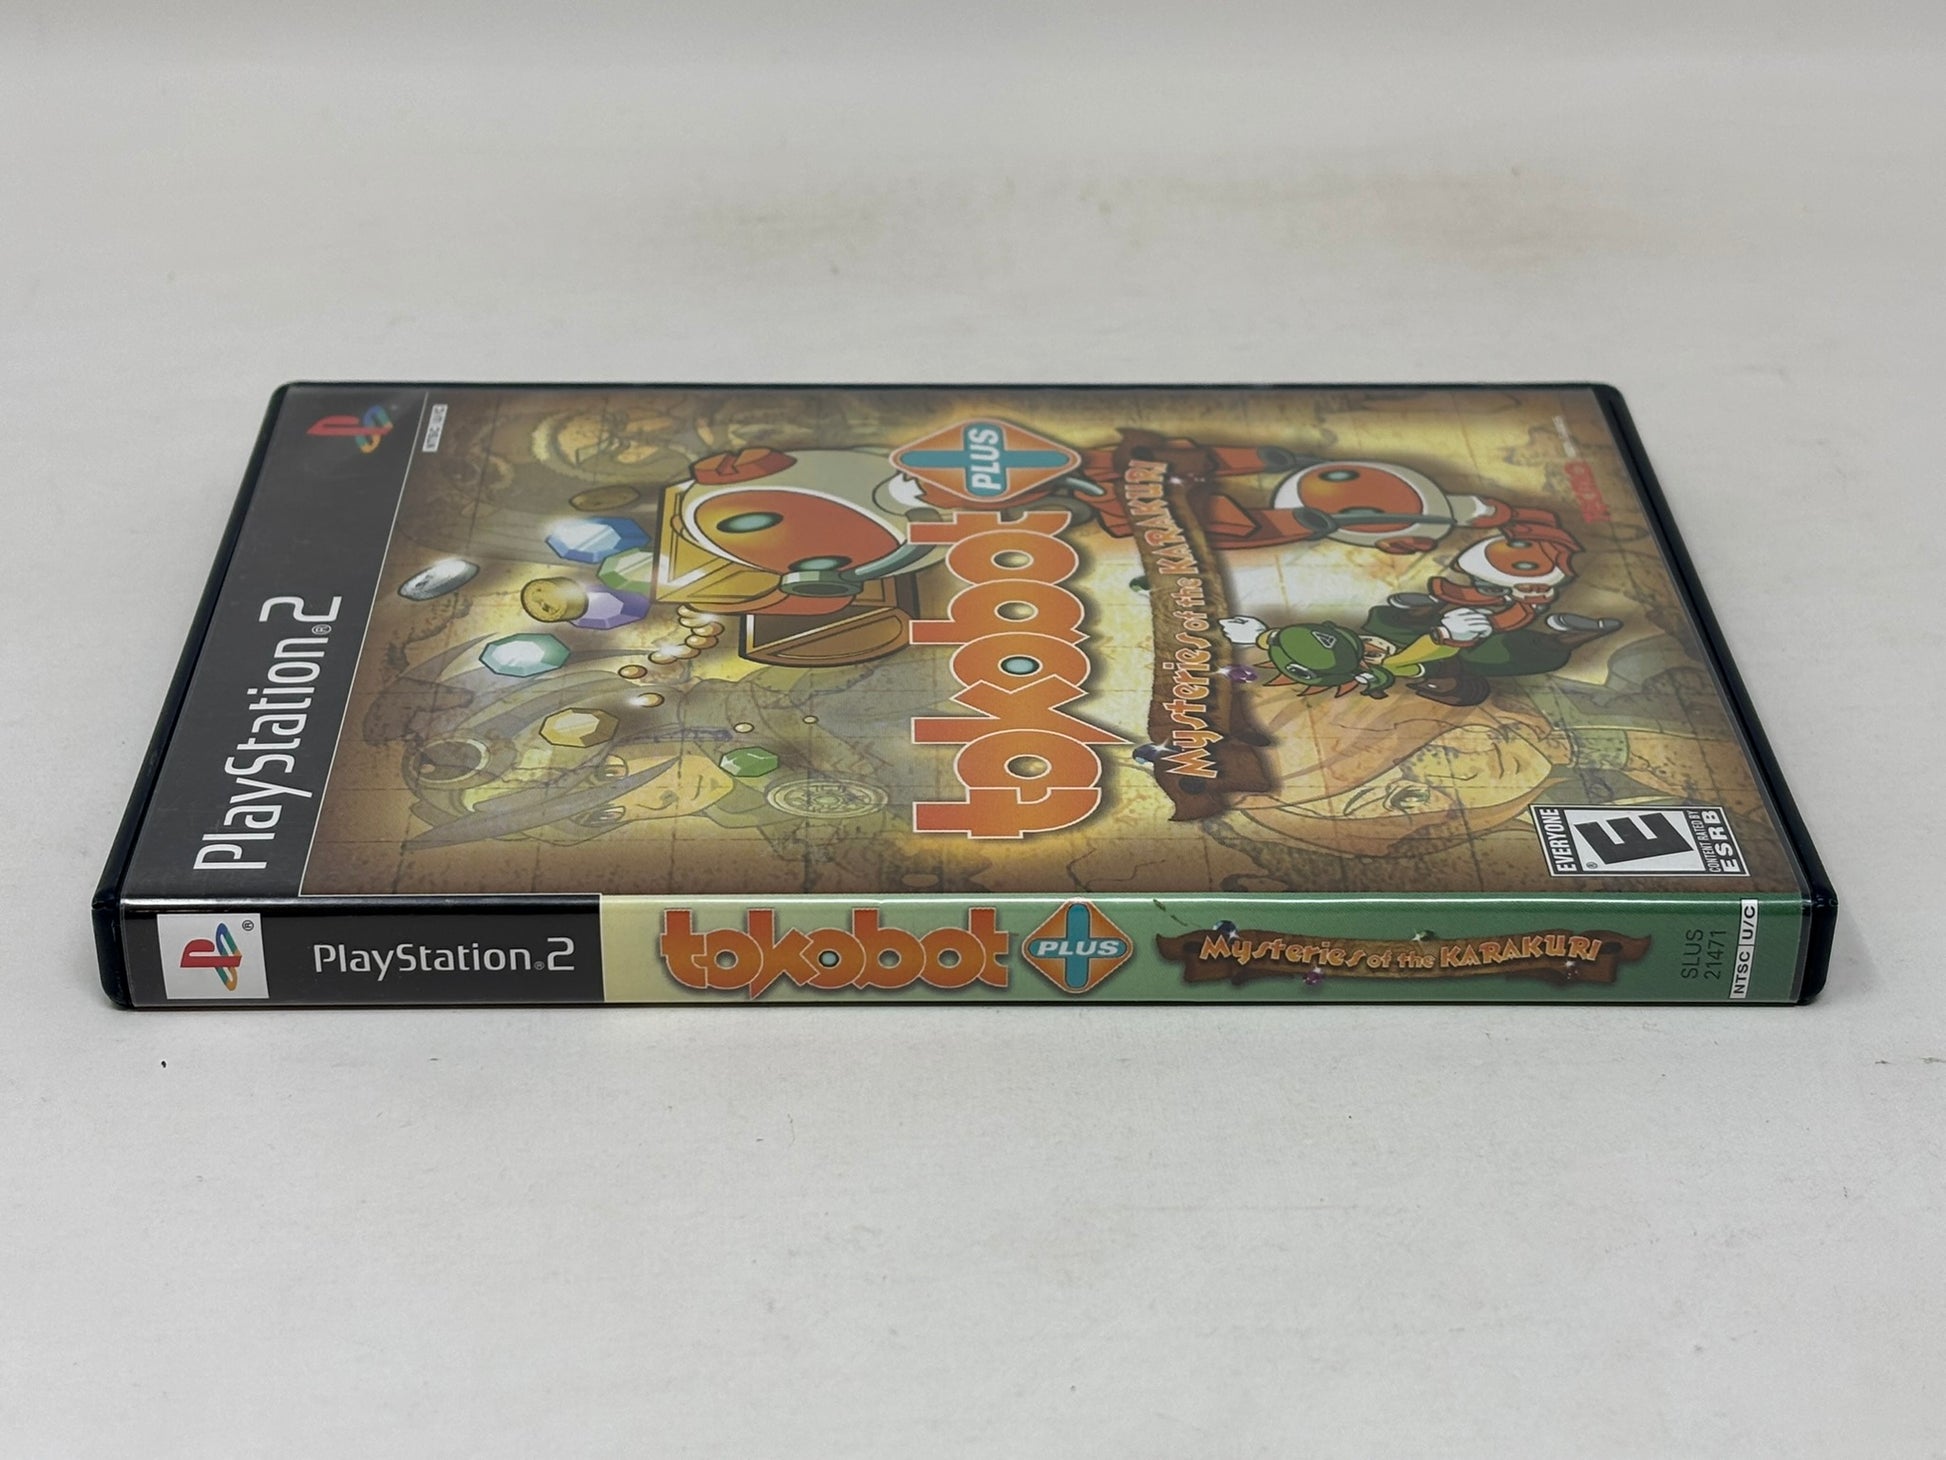 NTSC U/C
PlayStation®2
tokobot
PLUS
Mysteries of the KARAKURI
TECMO
EVERYONE
E
®
CONTENT RATED BY
ESRB
®
PlayStation®2
tokobot
PLUS
Mysteries of the KARAKURI
SLUS
21471
NTSC U/C